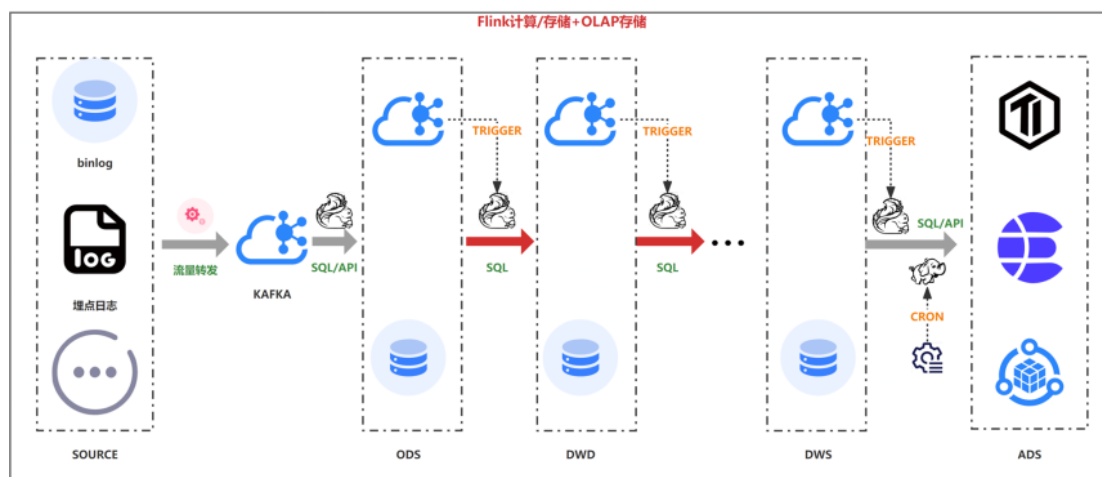 Flink计算/存储+OLAP存储
binlog
LOG
埋点日志
SOURCE
流量转发
KAFKA
SQL/API
ODS
TRIGGER
SQL
DWD
TRIGGER
SQL
DWS
TRIGGER
SQL/API
CRON
ADS